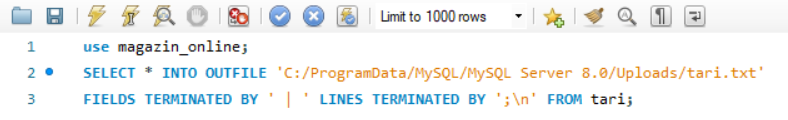 Limit to 1000 rows
1 use magazin_online;
2 SELECT * INTO OUTFILE 'C:/ProgramData/MySQL/MySQL Server 8.0/Uploads/tari.txt'
3 FIELDS TERMINATED BY ' | ' LINES TERMINATED BY ';\n' FROM tari;